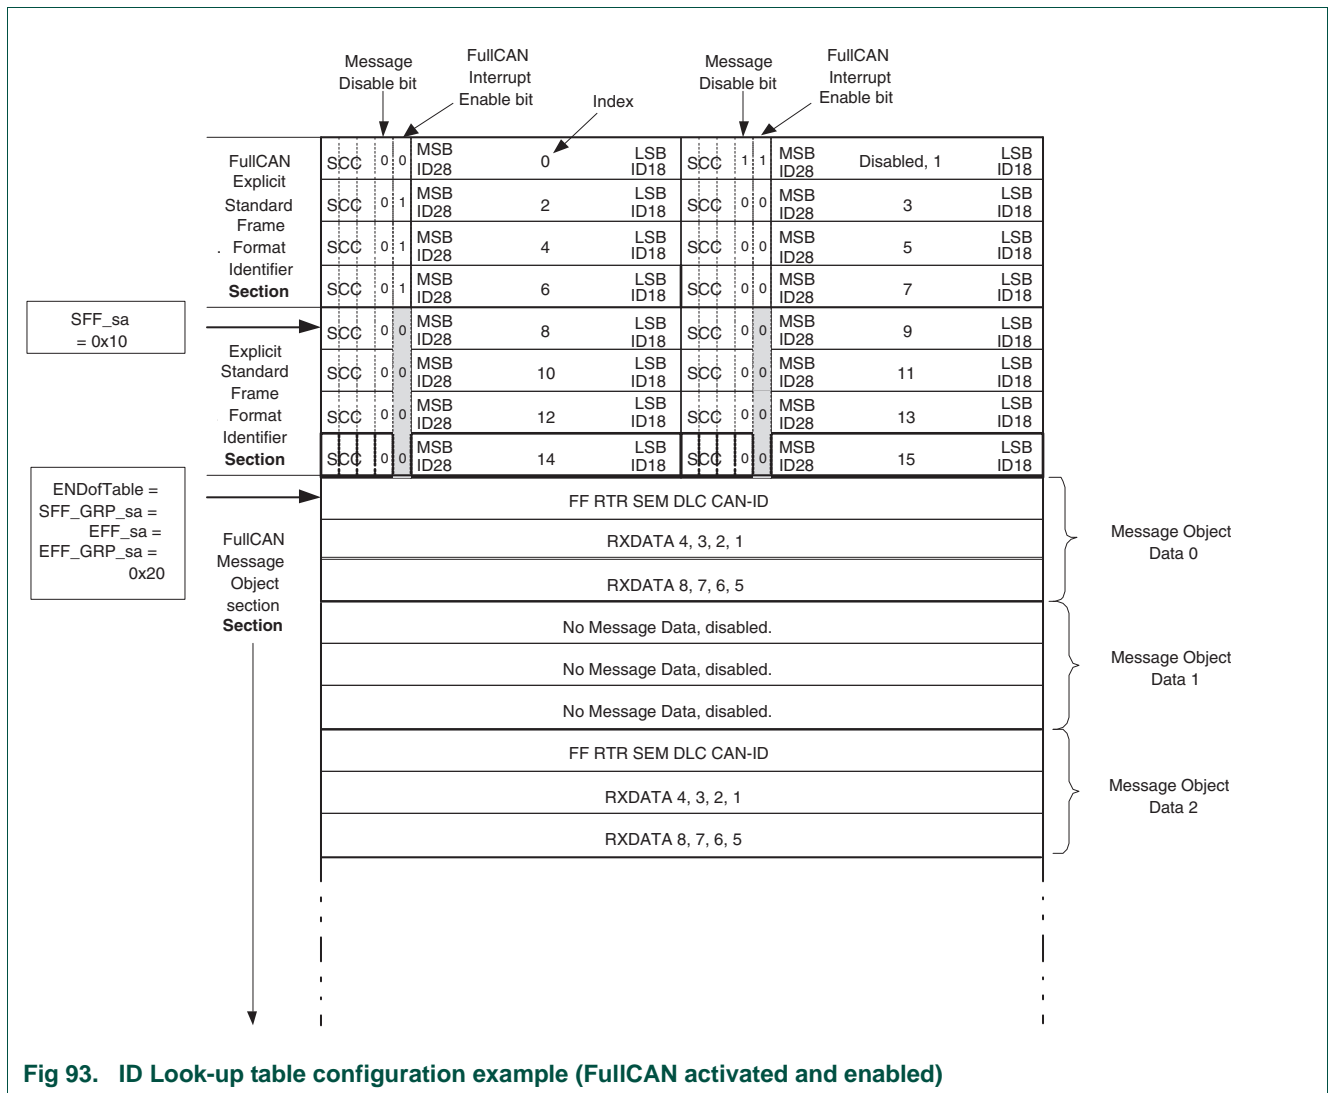 Message
Disable bit
FullCAN
Interrupt
Enable bit
Index
Message
Disable bit
FullCAN
Interrupt
Enable bit
FullCAN
Explicit
Standard
Frame
. Format
Identifier
Section
SCC 0 0 MSB ID28 0 LSB ID18 SCC 1 1 MSB ID28 Disabled, 1 LSB ID18
SCC 0 1 MSB ID28 2 LSB ID18 SCC 0 0 MSB ID28 3 LSB ID18
SCC 0 1 MSB ID28 4 LSB ID18 SCC 0 0 MSB ID28 5 LSB ID18
SCC 0 1 MSB ID28 6 LSB ID18 SCC 0 0 MSB ID28 7 LSB ID18
SFF_sa
= 0x10
Explicit
Standard
Frame
Format
Identifier
Section
SCC 0 0 MSB ID28 8 LSB ID18 SCC 0 0 MSB ID28 9 LSB ID18
SCC 0 0 MSB ID28 10 LSB ID18 SCC 0 0 MSB ID28 11 LSB ID18
SCC 0 0 MSB ID28 12 LSB ID18 SCC 0 0 MSB ID28 13 LSB ID18
SCC 0 0 MSB ID28 14 LSB ID18 SCC 0 0 MSB ID28 15 LSB ID18
ENDofTable =
SFF_GRP_sa =
EFF_sa =
EFF_GRP_sa =
0x20
FullCAN
Message
Object
section
Section
FF RTR SEM DLC CAN-ID
RXDATA 4, 3, 2, 1
RXDATA 8, 7, 6, 5
Message Object
Data 0
No Message Data, disabled.
No Message Data, disabled.
No Message Data, disabled.
Message Object
Data 1
FF RTR SEM DLC CAN-ID
RXDATA 4, 3, 2, 1
RXDATA 8, 7, 6, 5
Message Object
Data 2
Fig 93. ID Look-up table configuration example (FullCAN activated and enabled)